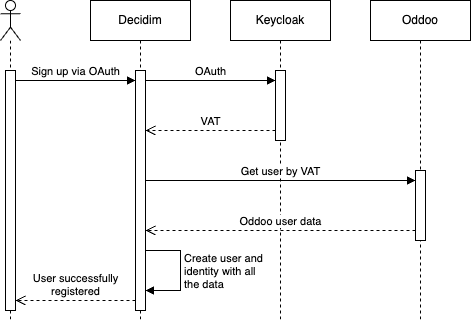 Decidim
Keycloak
Oddoo
Sign up via OAuth
OAuth
VAT
Get user by VAT
Oddoo user data
Create user and
identity with all
the data
User successfully
registered